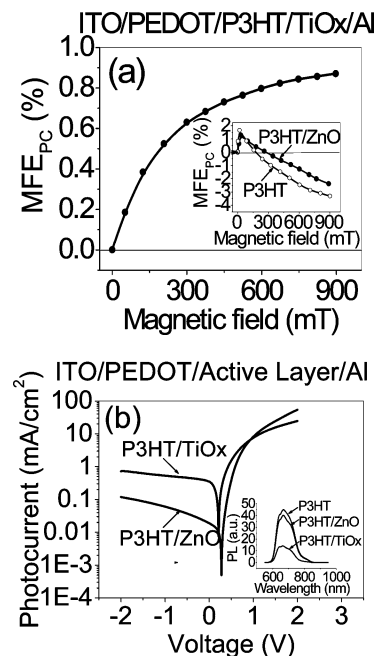 ITO/PEDOT/P3HT/TiOx/Al
(a)
MFEPC (%)
1.0
0.8
0.6
0.4
0.2
0.0
0
300
600
900
Magnetic field (mT)
MFEPC (%)
2
1
0
-1
-2
-3
-4
P3HT/ZnO
P3HT
0 300 600 900
Magnetic field (mT)
ITO/PEDOT/Active Layer/Al
(b)
Photocurrent (mA/cm²)
100
10
1
0.1
0.01
1E-3
1E-4
P3HT/TiOx
P3HT/ZnO
-2 -1 0 1 2 3
Voltage (V)
PL (a.u.)
50
40
30
20
10
0
P3HT
P3HT/ZnO
P3HT/TiOx
600 800 1000
Wavelength (nm)